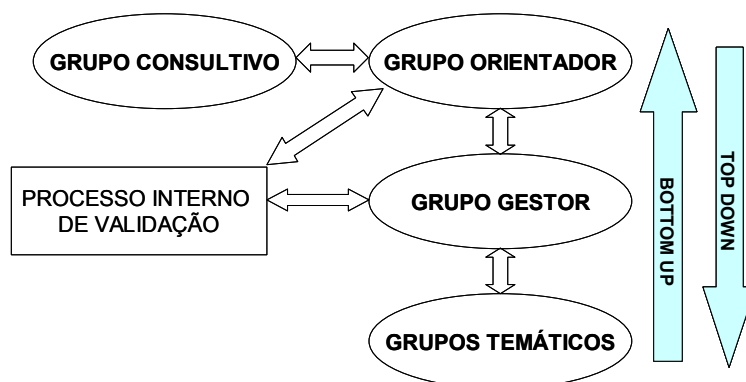 GRUPO CONSULTIVO
GRUPO ORIENTADOR
PROCESSO INTERNO
DE VALIDAÇÃO
GRUPO GESTOR
GRUPOS TEMÁTICOS
BOTTOM UP
TOP DOWN